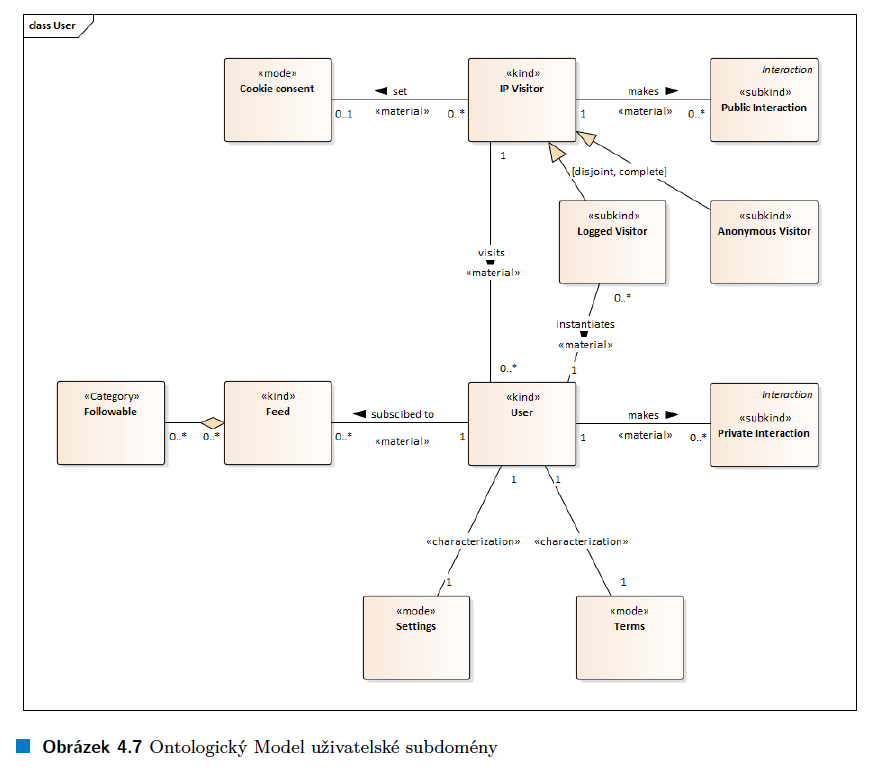 class User
«mode»
Cookie consent
set
«material»
0..1
0..*
«kind»
IP Visitor
makes
«material»
1
0..*
Interaction
«subkind»
Public Interaction
1
{disjoint, complete}
«subkind»
Logged Visitor
«subkind»
Anonymous Visitor
visits
«material»
0..*
0..*
instantiates
«material»
1
«Category»
Followable
0..*
0..*
«kind»
Feed
subscibed to
«material»
0..*
1
«kind»
User
makes
«material»
1
0..*
Interaction
«subkind»
Private Interaction
1
1
«characterization»
«characterization»
1
1
«mode»
Settings
«mode»
Terms
Obrázek 4.7 Ontologický Model uživatelské subdomény